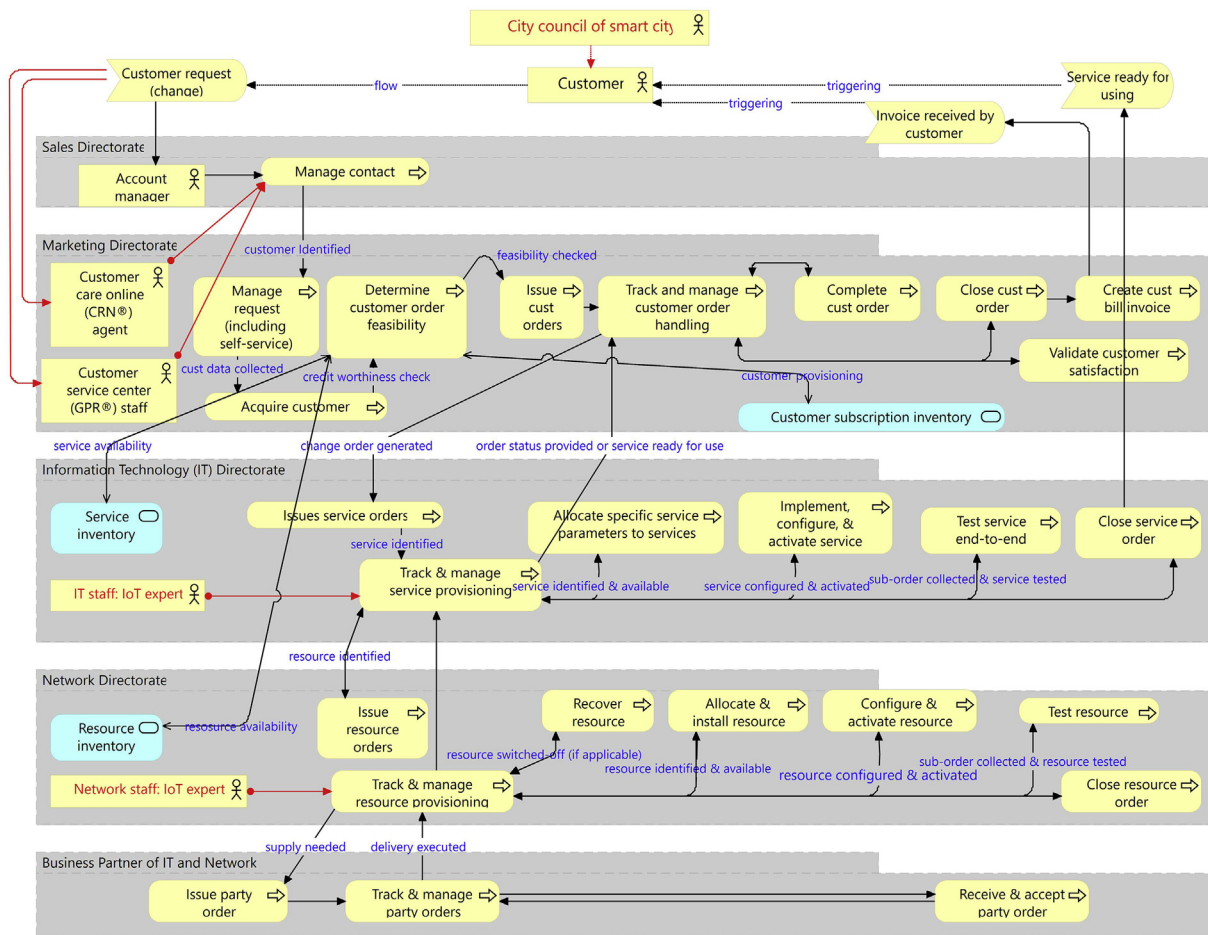 City council of smart city
Customer request
(change)
flow
Customer
triggering
triggering
Service ready for
using
Invoice received by
customer
Sales Directorate
Account
manager
Manage contact
Marketing Directorate
customer Identified
feasibility checked
Customer
care online
(CRN®)
agent
Manage
request
(including
self-service)
Determine
customer order
feasibility
Issue
cust
orders
Track and manage
customer order
handling
Complete
cust order
Close cust
order
Create cust
bill invoice
Validate customer
satisfaction
Customer
service center
(GPR®) staff
cust data collected
credit worthiness check
customer provisioning
Acquire customer
Customer subscription inventory
service availability
change order generated
order status provided or service ready for use
Information Technology (IT) Directorate
Service
inventory
Issues service orders
Allocate specific service
parameters to services
Implement,
configure, &
activate service
Test service
end-to-end
Close service
order
service identified
Track & manage
service provisioning
service identified & available
service configured & activated
sub-order collected & service tested
IT staff: IoT expert
resource identified
Network Directorate
Resource
inventory
resosurce availability
Issue
resource
orders
Recover
resource
Allocate &
install resource
Configure &
activate resource
Test resource
resource switched-off (if applicable)
resource identified & available
resource configured & activated
sub-order collected & resource tested
Network staff: IoT expert
Track & manage
resource provisioning
Close resource
order
supply needed
delivery executed
Business Partner of IT and Network
Issue party
order
Track & manage
party orders
Receive & accept
party order